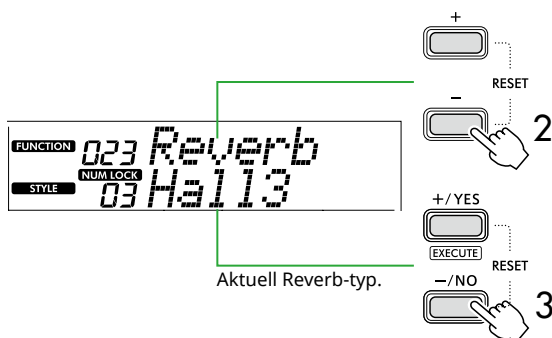 +
RESET
−
2
FUNCTION 023 Reverb
NUM LOCK
STYLE 03 Hall3
+/YES
EXECUTE
RESET
Aktuell Reverb-typ.
−/NO
3